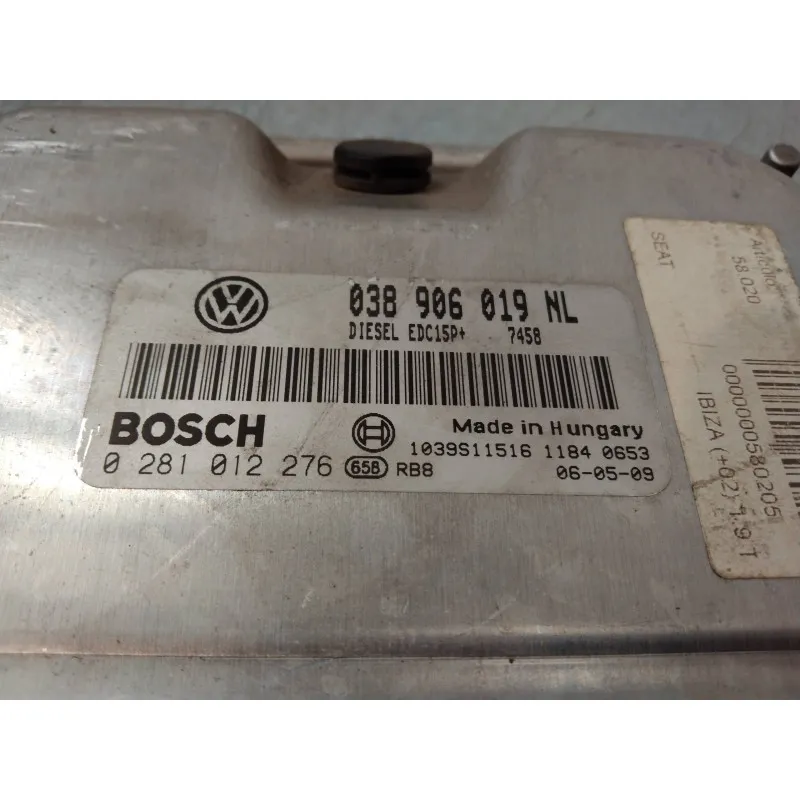 038 906 019 NL
DIESEL EDC15P+ 7458
BOSCH
Made in Hungary
1039S11516 1184 0653
0 281 012 276 658 RB8 06-05-09
58.020
SEAT
0000000580205
IBIZA (+02) 1.9 T